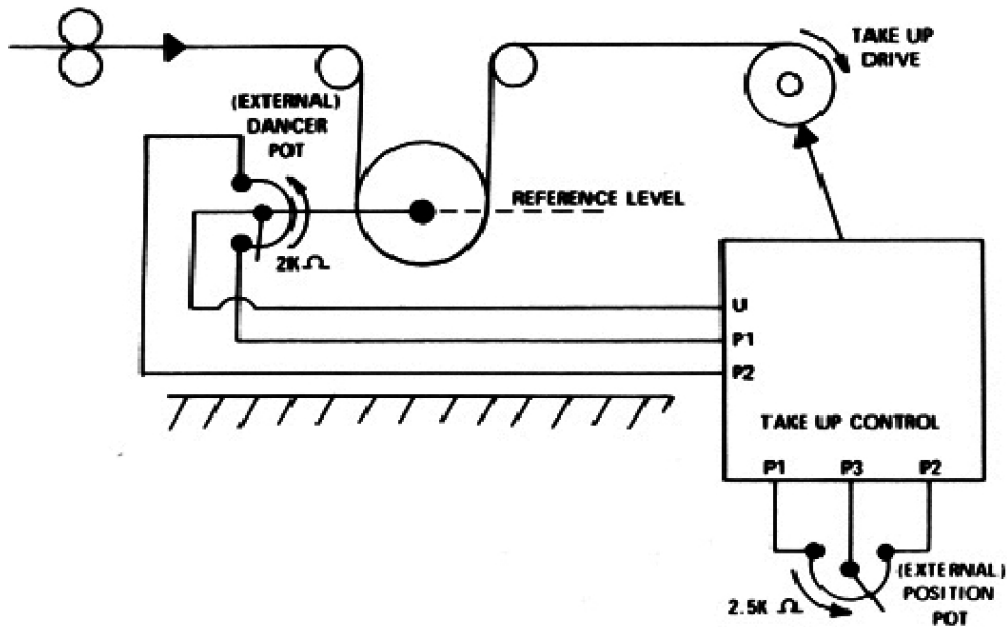 TAKE UP
DRIVE
(EXTERNAL)
DANCER
POT
REFERENCE LEVEL
2K Ω
U
P1
P2
TAKE UP CONTROL
P1 P3 P2
(EXTERNAL)
POSITION
POT
2.5K Ω